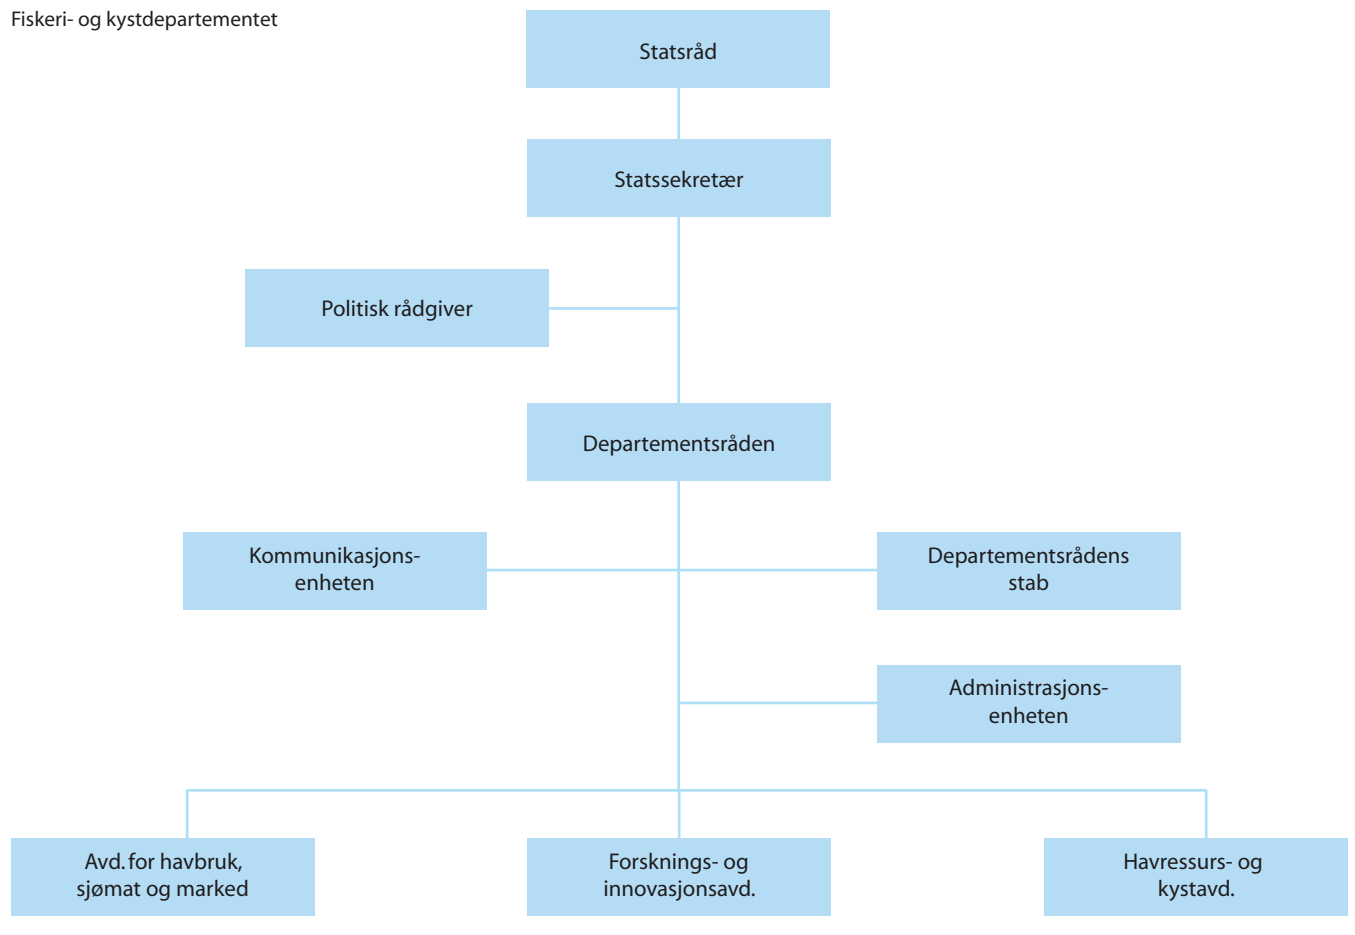 Fiskeri- og kystdepartementet
Statsråd
Statssekretær
Politisk rådgiver
Departementsråden
Kommunikasjons-
enheten
Departementsrådens
stab
Administrasjons-
enheten
Avd. for havbruk,
sjømat og marked
Forsknings- og
innovasjonsavd.
Havressurs- og
kystavd.